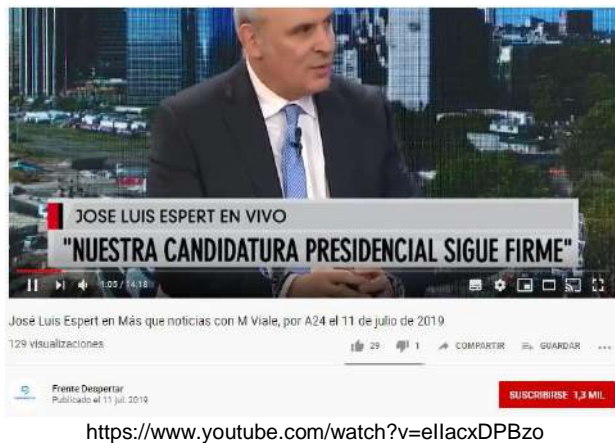 JOSE LUIS ESPERT EN VIVO
"NUESTRA CANDIDATURA PRESIDENCIAL SIGUE FIRME"
1:05 / 14:18
José Luis Espert en Más que noticias con M Viale, por A24 el 11 de julio de 2019
129 visualizaciones
29 1 COMPARTIR GUARDAR ...
Frente Despertar
Publicado el 11 jul. 2019
SUSCRIBIRSE 1,3 MIL
https://www.youtube.com/watch?v=eIIacxDPBzo